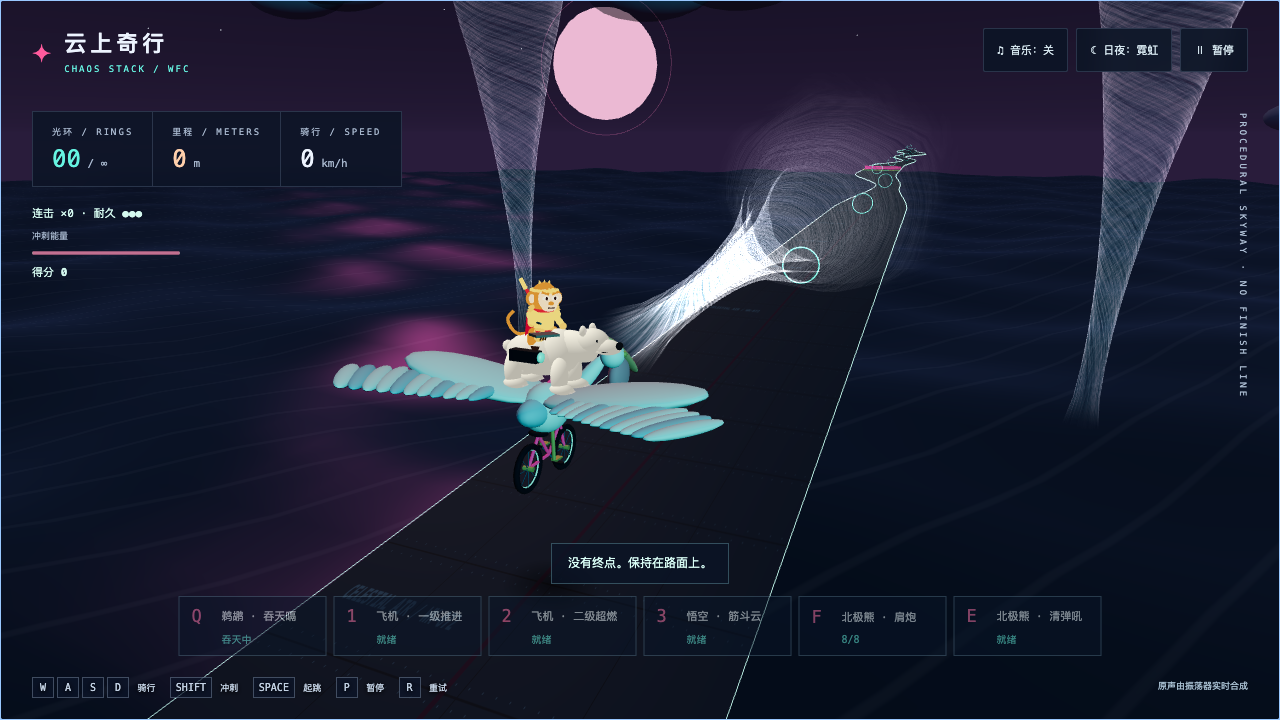 云上奇行
CHAOS STACK / WFC
♫ 音乐: 关
☾ 日夜: 霓虹
Ⅱ 暂停
光环 / RINGS
00 / ∞
里程 / METERS
0 m
骑行 / SPEED
0 km/h
连击 ×0 · 耐久 ●●●
冲刺能量
得分 0
PROCEDURAL SKYWAY · NO FINISH LINE
没有终点。保持在路面上。
Q 鹈鹕 · 吞天嗝
吞天中
1 飞机 · 一级推进
就绪
2 飞机 · 二级超燃
就绪
3 悟空 · 筋斗云
就绪
F 北极熊 · 肩炮
8/8
E 北极熊 · 清弹吼
就绪
W A S D 骑行 SHIFT 冲刺 SPACE 起跳 P 暂停 R 重试
原声由振荡器实时合成